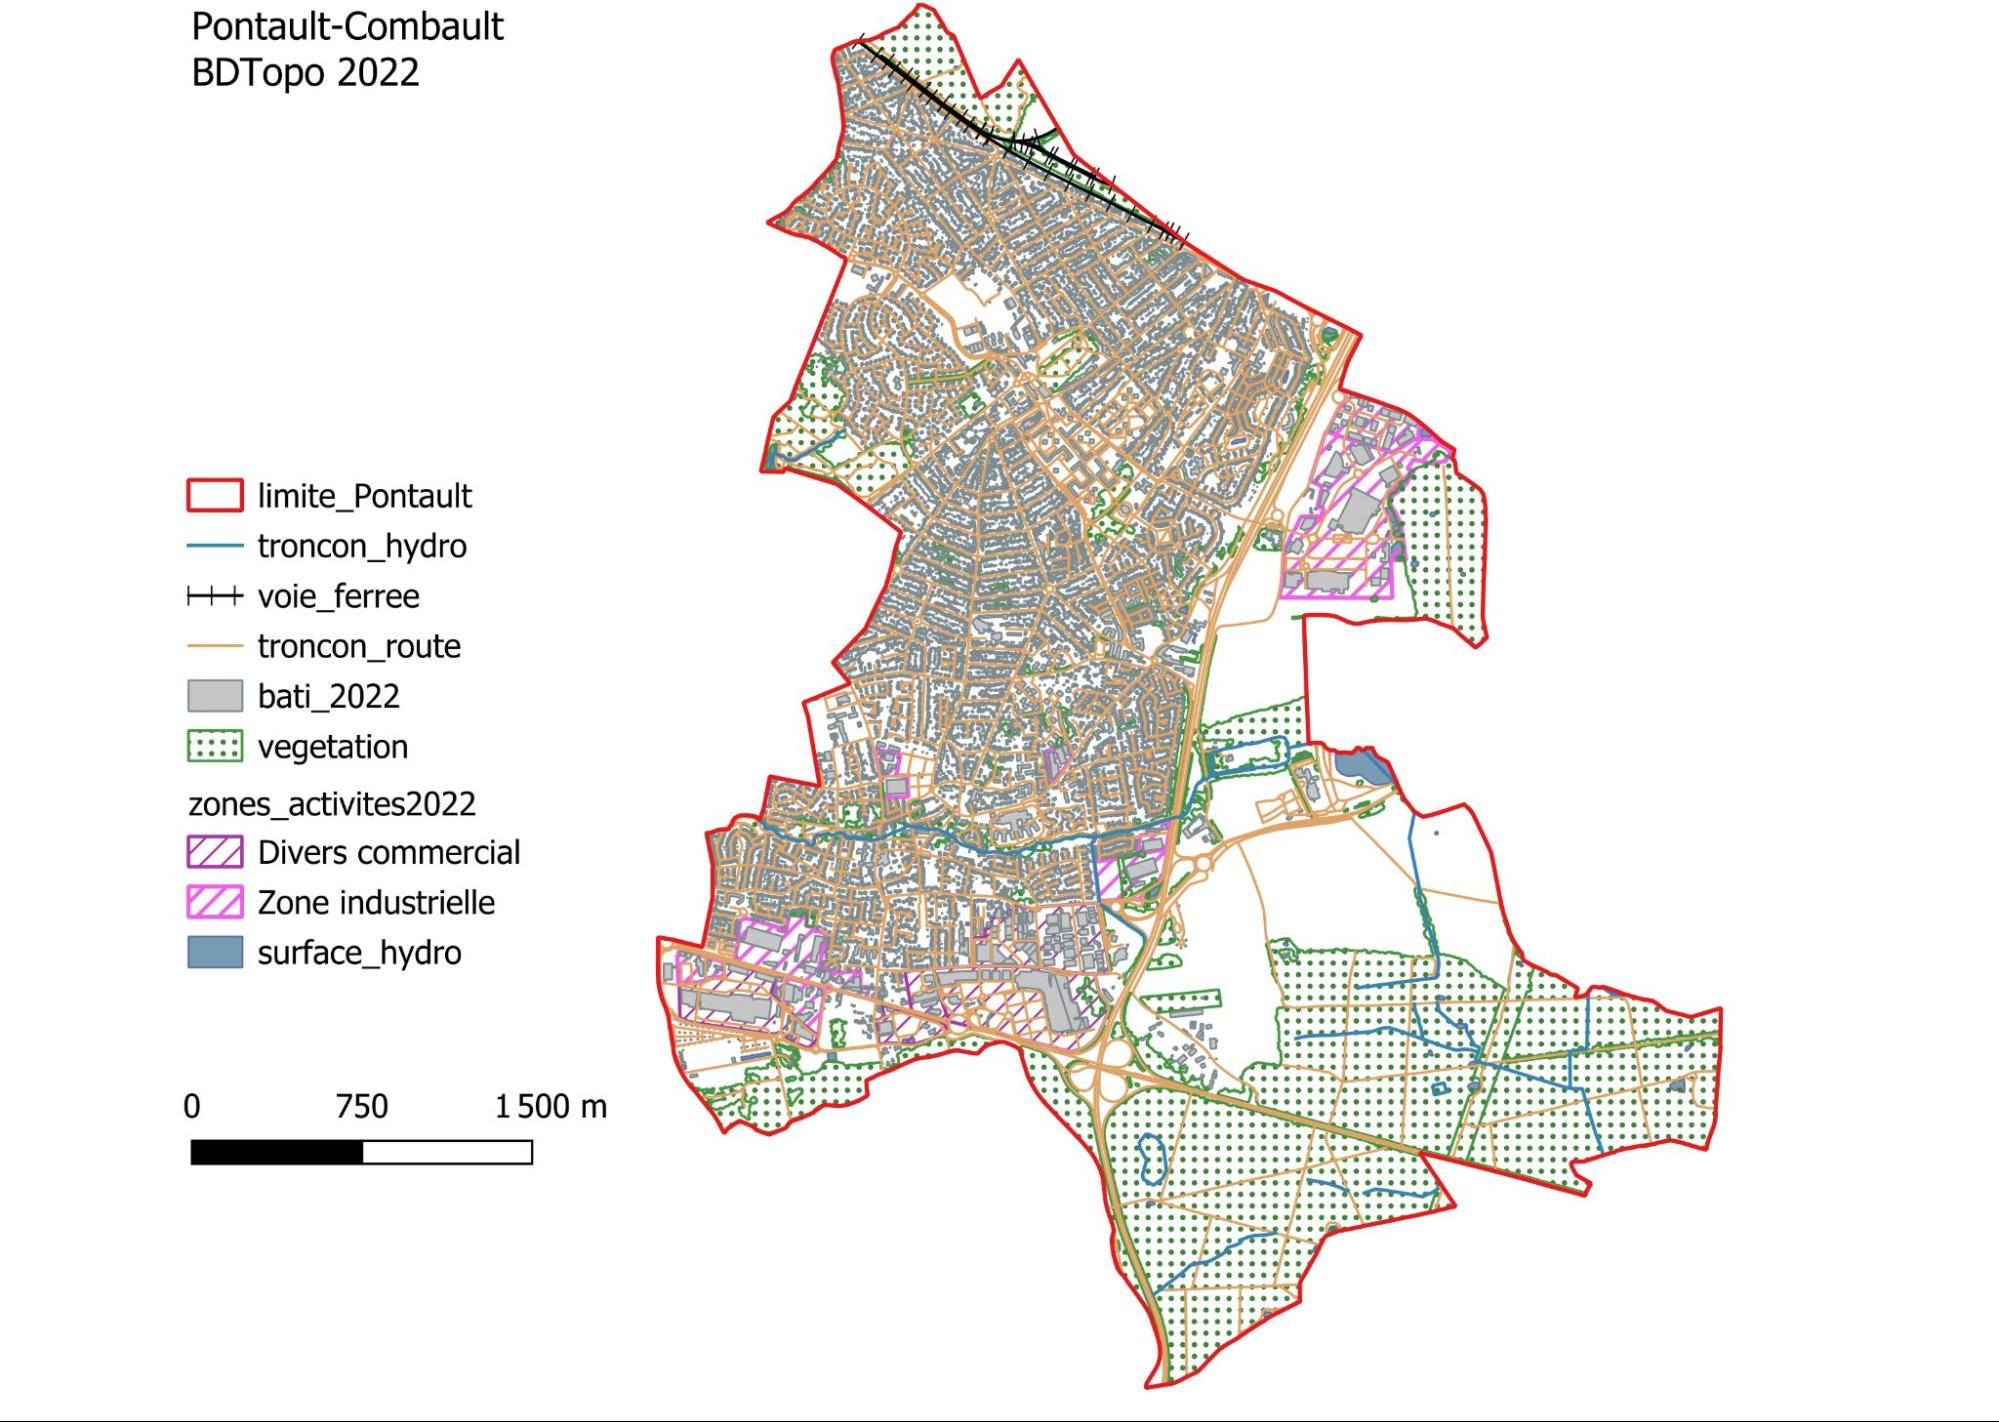 Pontault-Combault
BDTopo 2022
limite_Pontault
troncon_hydro
voie_ferree
troncon_route
bati_2022
vegetation
zones_activites2022
Divers commercial
Zone industrielle
surface_hydro
0 750 1 500 m